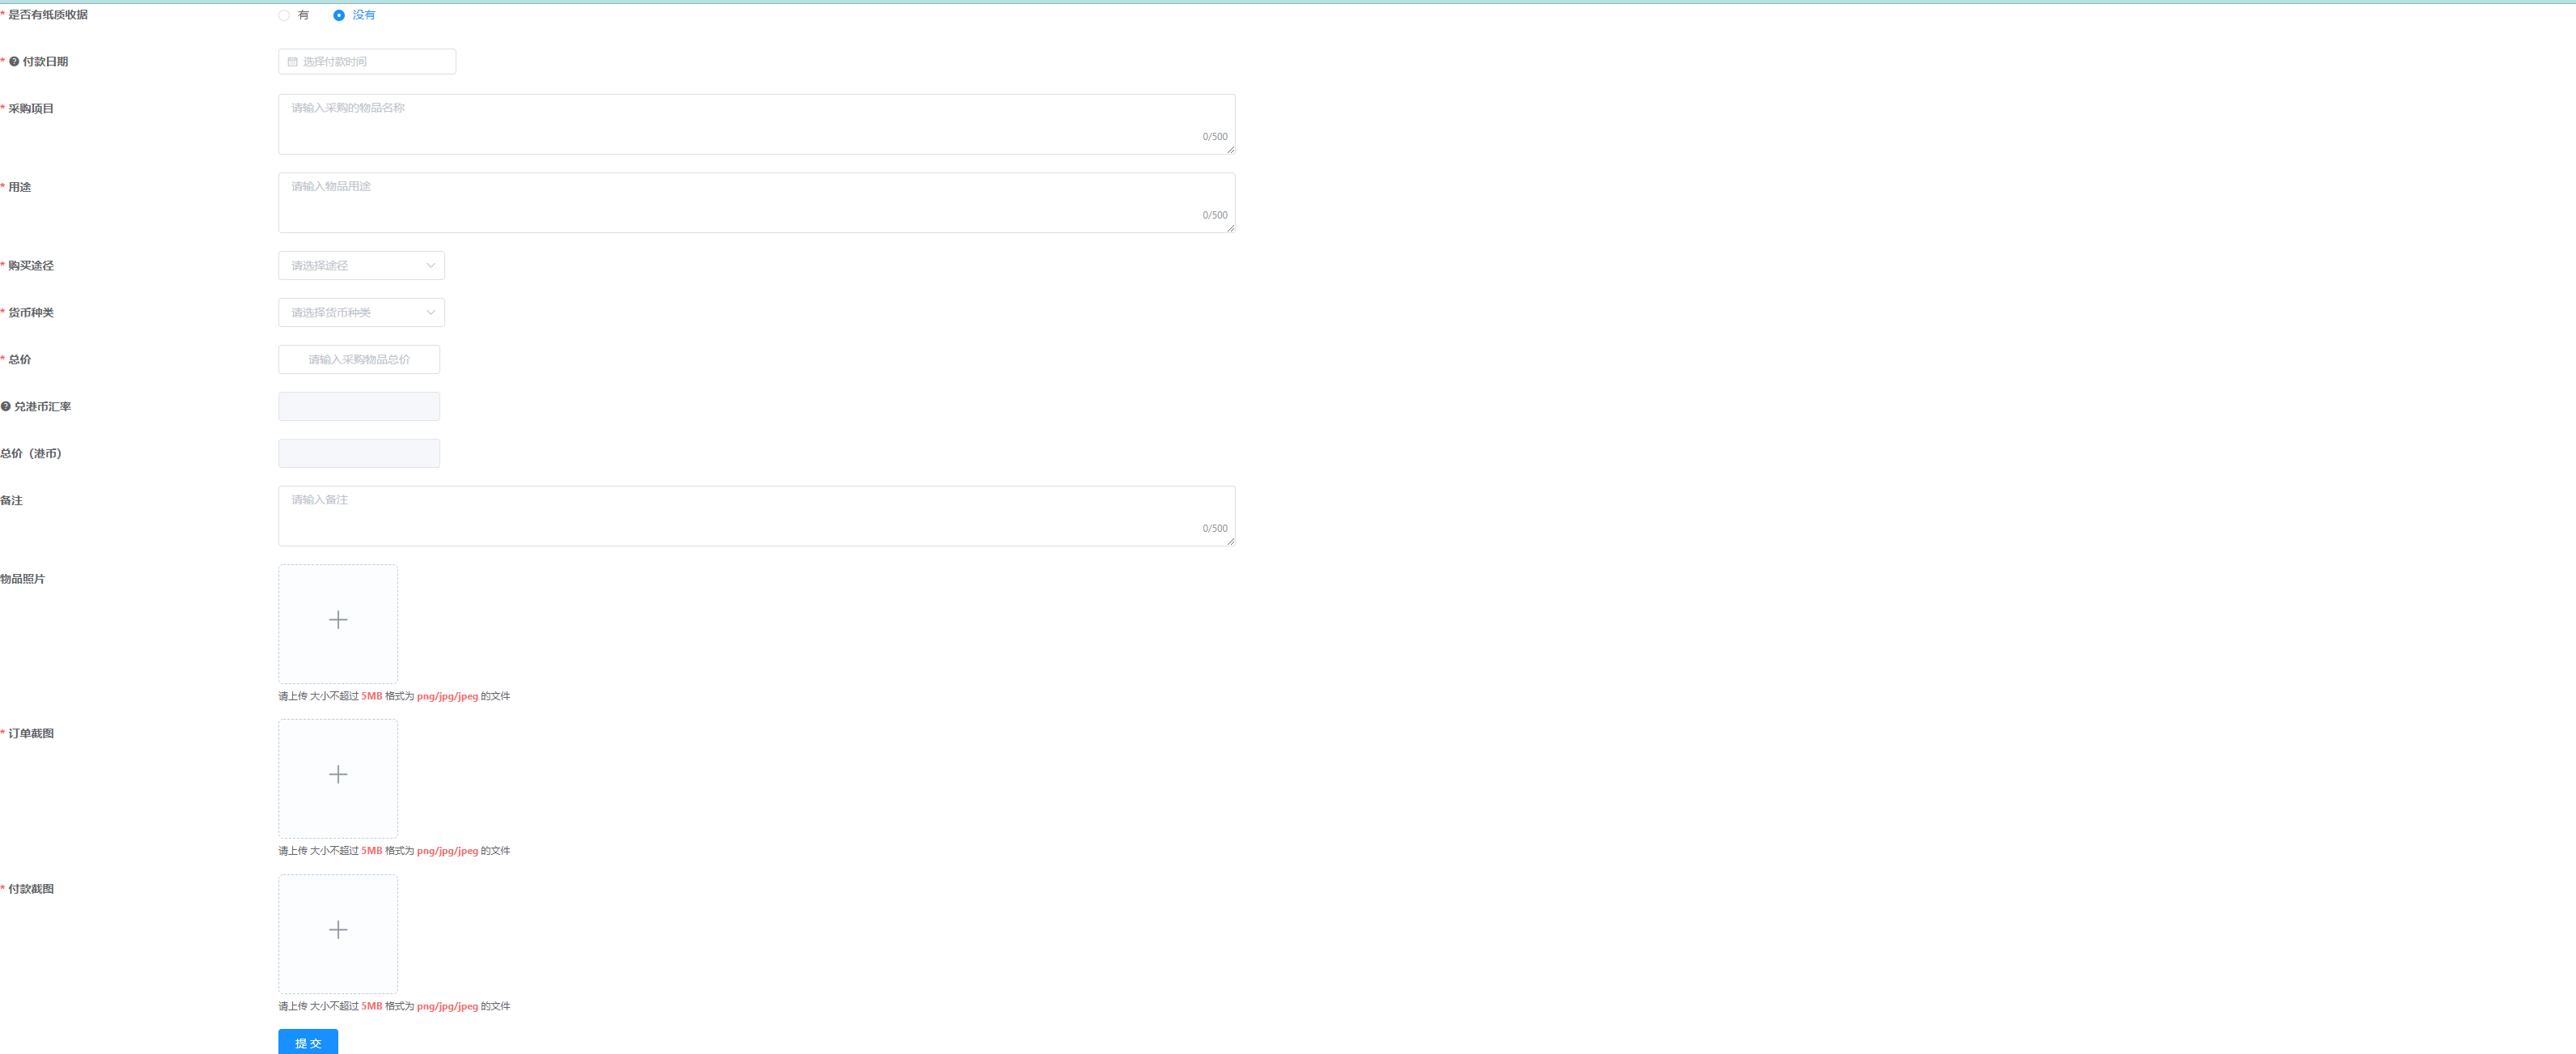 * 是否有纸质收据 有 没有
* 付款日期 选择付款时间
* 采购项目 请输入采购的物品名称
0/500
* 用途 请输入物品用途
0/500
* 购买途径 请选择途径
* 货币种类 请选择货币种类
* 总价 请输入采购物品总价
兑港币汇率
总价（港币）
备注 请输入备注
0/500
物品照片
请上传 大小不超过 5MB 格式为 png/jpg/jpeg 的文件
* 订单截图
请上传 大小不超过 5MB 格式为 png/jpg/jpeg 的文件
* 付款截图
请上传 大小不超过 5MB 格式为 png/jpg/jpeg 的文件
提 交